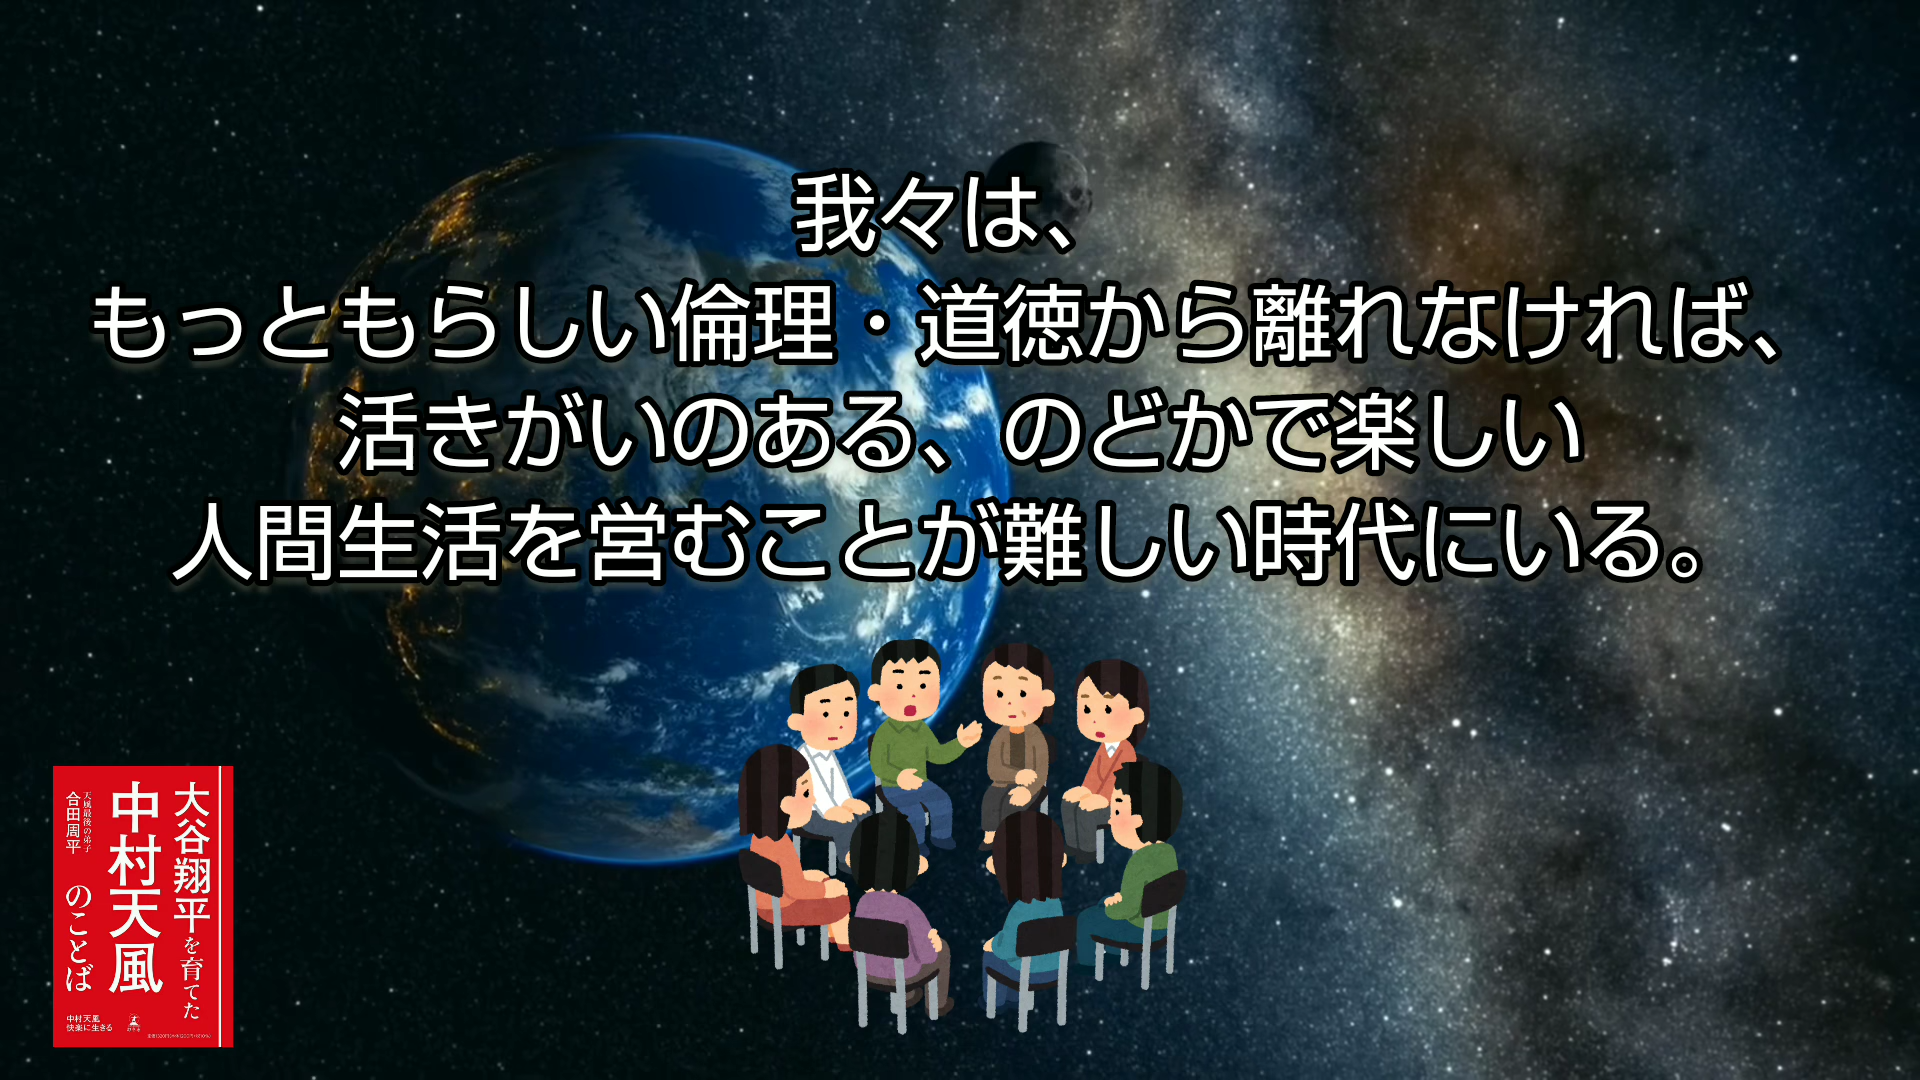 我々は、
もっともらしい倫理・道徳から離れなければ、
活きがいのある、のどかで楽しい
人間生活を営むことが難しい時代にいる。
大谷翔平を育てた
中村天風
天風最後の弟子
合田周平
のことば
中村天風
快楽に生きる